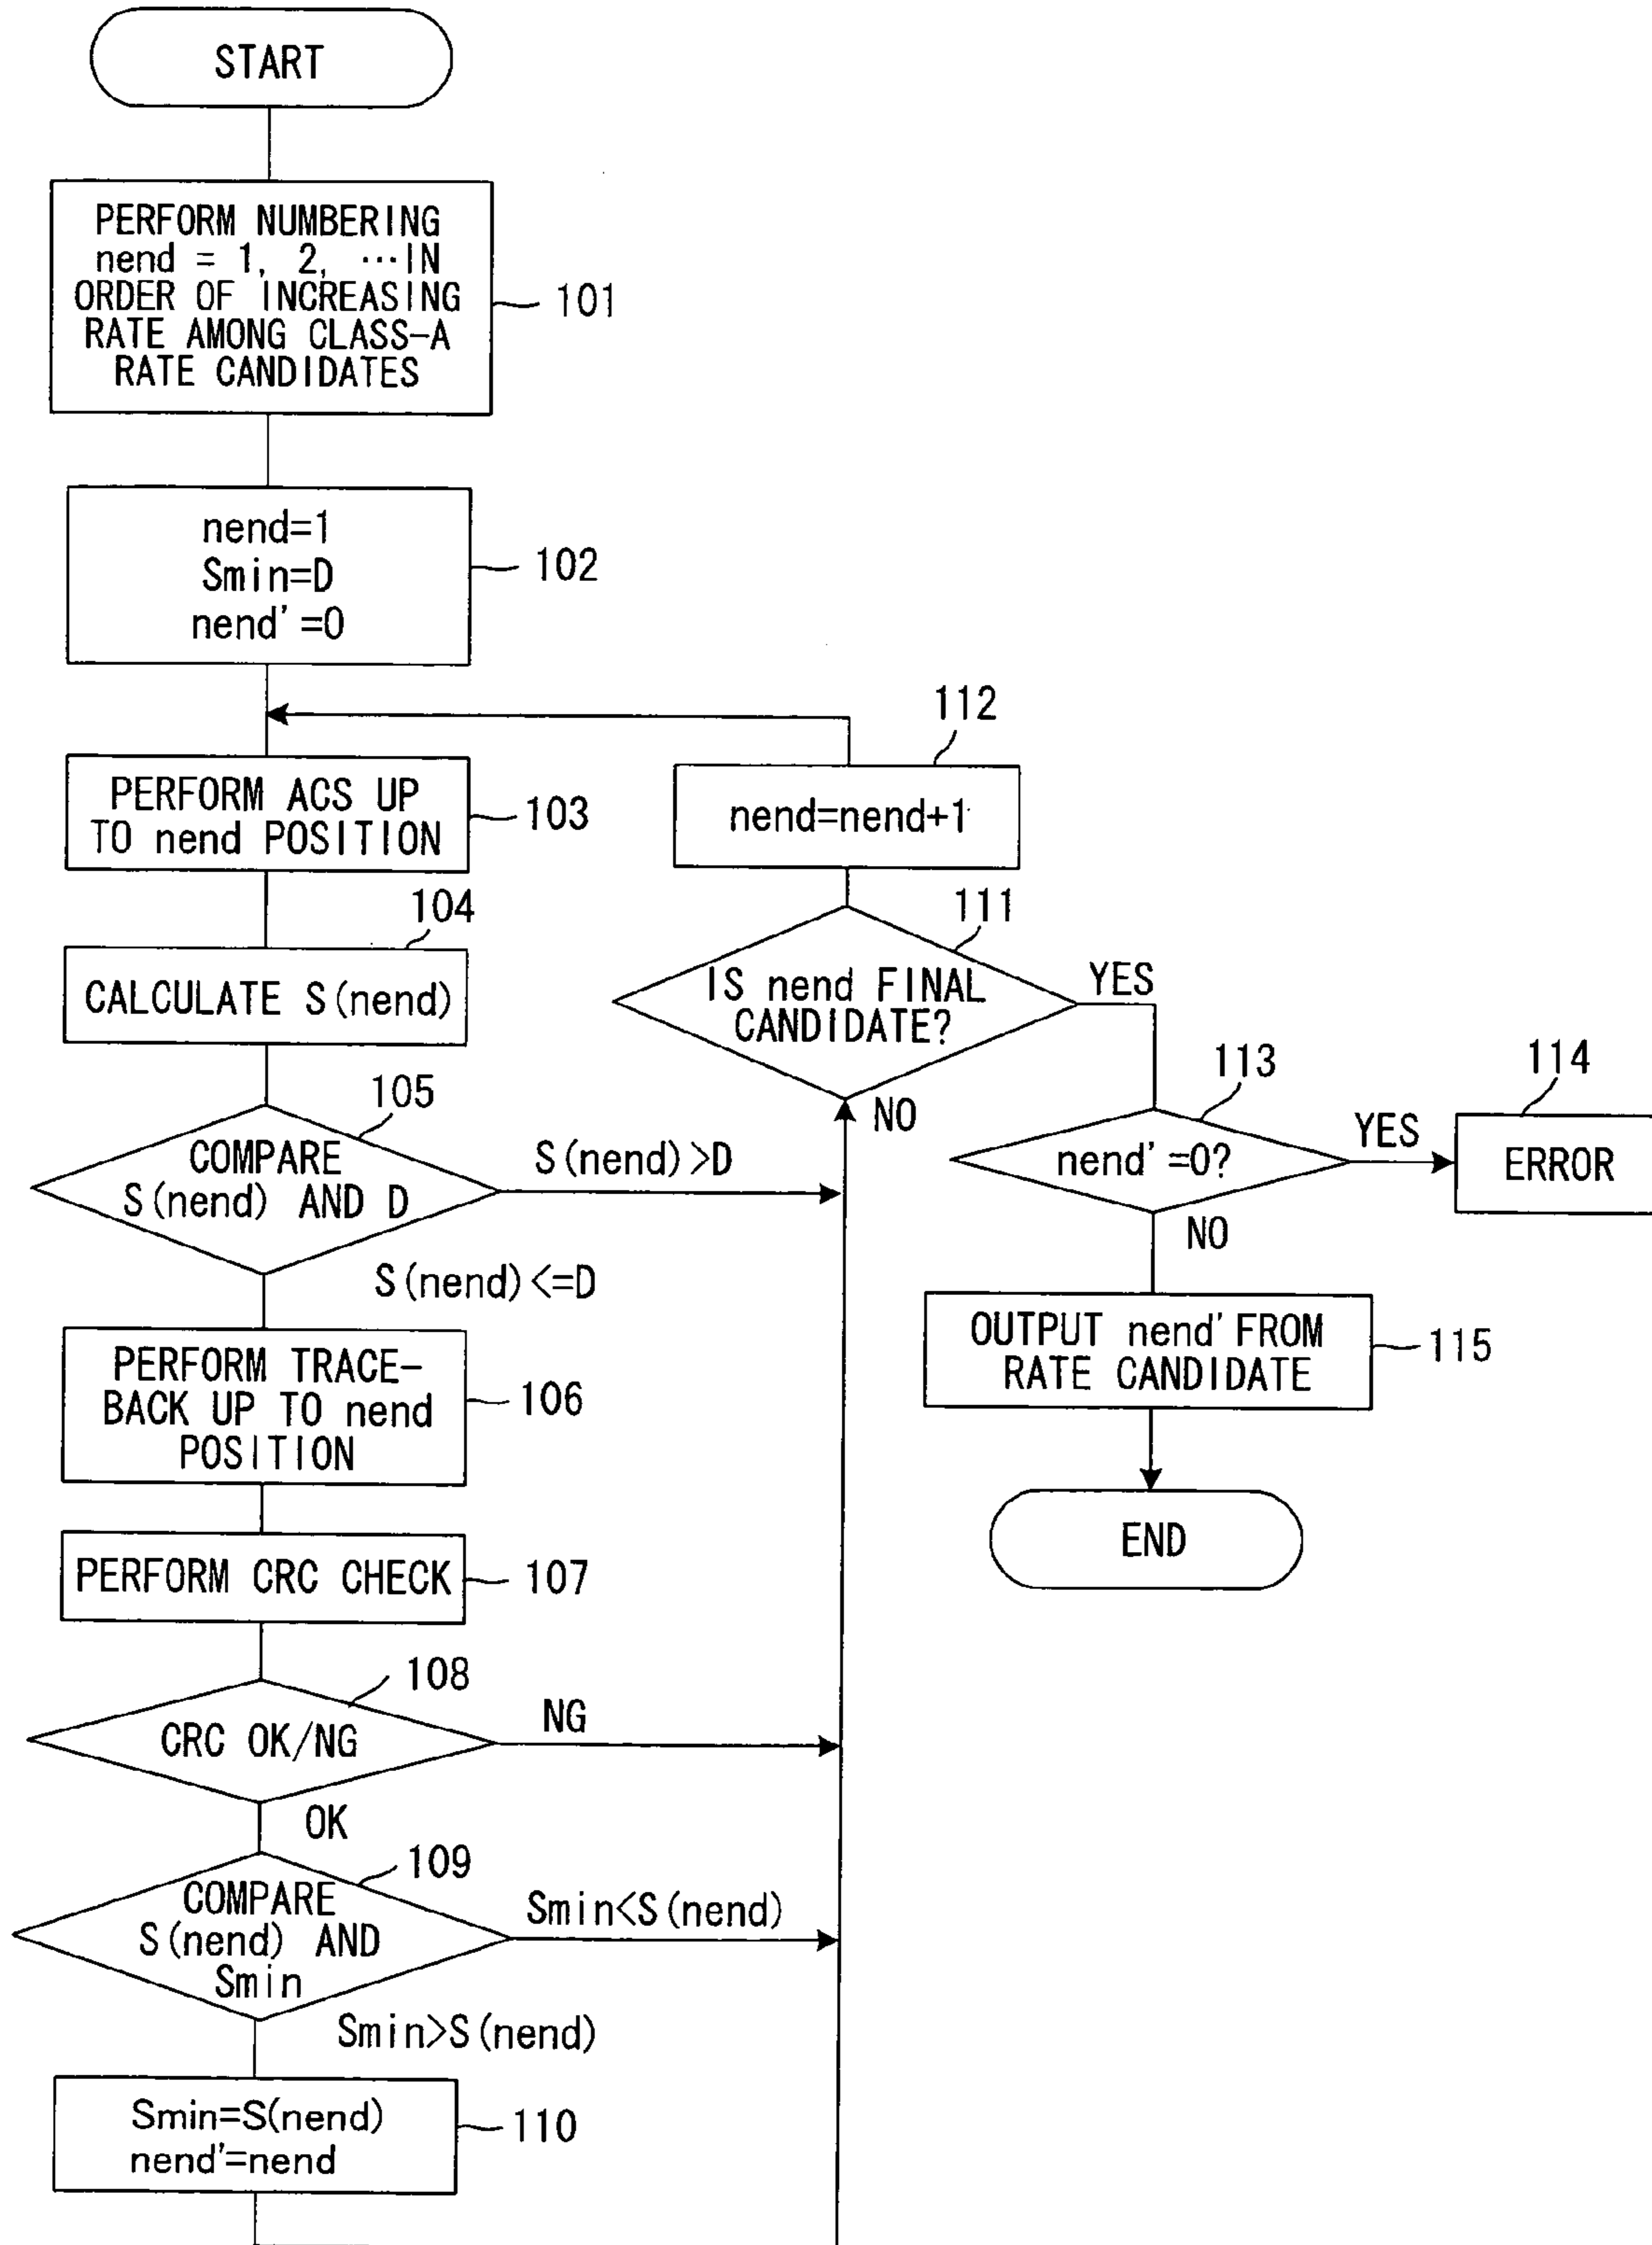 START
PERFORM NUMBERING
nend = 1, 2, ···IN
ORDER OF INCREASING
RATE AMONG CLASS-A
RATE CANDIDATES
101
nend=1
Smin=D
nend'=0
102
PERFORM ACS UP
TO nend POSITION
103
104
CALCULATE S(nend)
105
COMPARE
S(nend) AND D
S(nend)>D
S(nend)<=D
PERFORM TRACE-
BACK UP TO nend
POSITION
106
PERFORM CRC CHECK
107
108
CRC OK/NG
NG
OK
109
COMPARE
S(nend) AND
Smin
Smin<S(nend)
Smin>S(nend)
Smin=S(nend)
nend'=nend
110
112
nend=nend+1
111
IS nend FINAL
CANDIDATE?
YES
NO
113
nend'=0?
YES
NO
114
ERROR
OUTPUT nend' FROM
RATE CANDIDATE
115
END